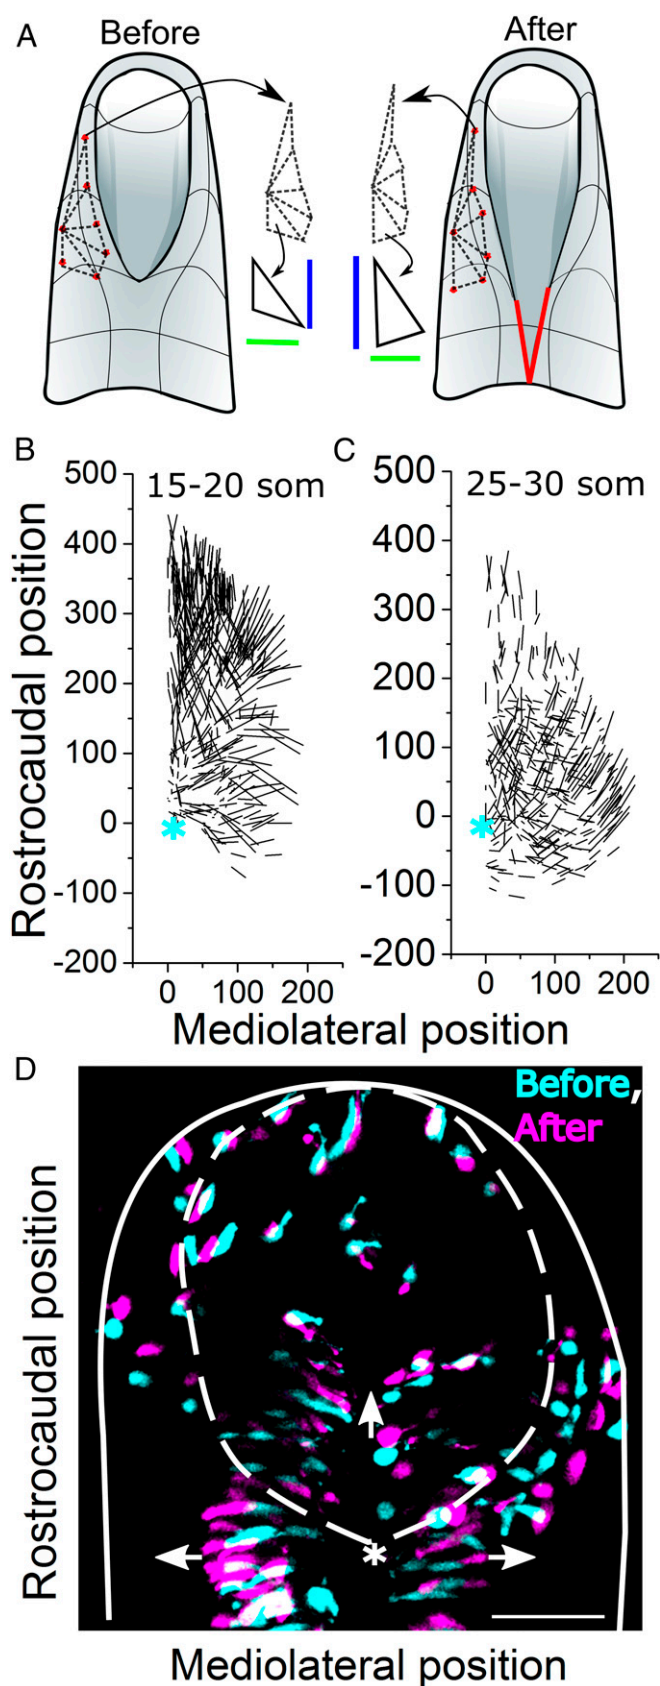 A
Before
After
B
C
15-20 som
25-30 som
500
400
300
200
100
0
-100
-200
500
400
300
200
100
0
-100
-200
Rostrocaudal position
*
*
0 100 200
0 100 200
Mediolateral position
D
Before,
After
Rostrocaudal position
*
Mediolateral position